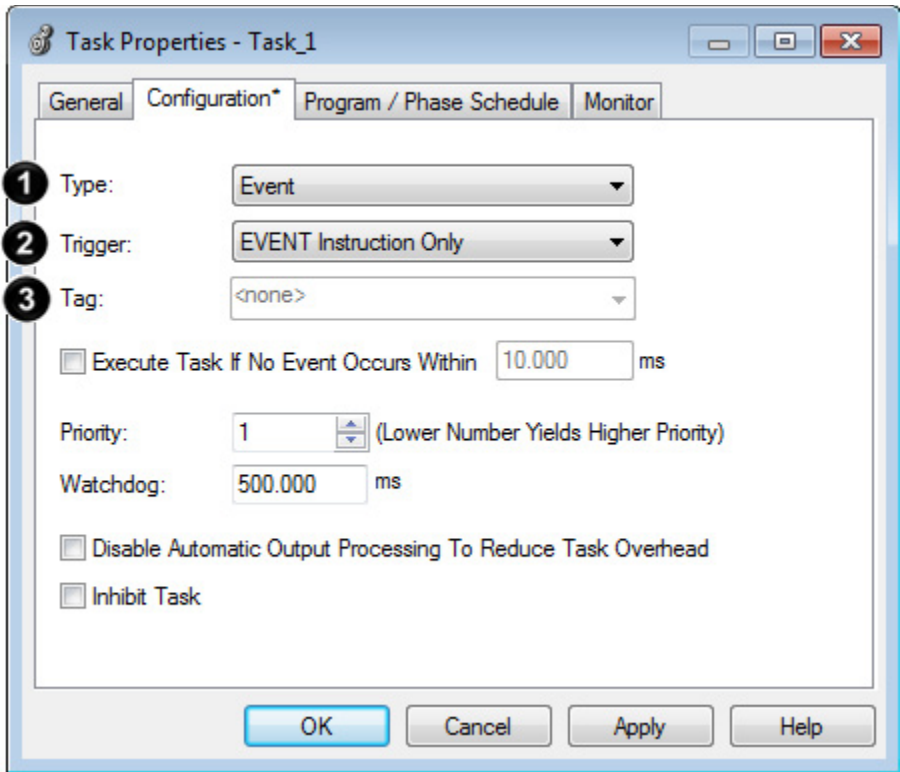 Task Properties - Task_1
General Configuration* Program / Phase Schedule Monitor
1 Type: Event
2 Trigger: EVENT Instruction Only
3 Tag: <none>
Execute Task If No Event Occurs Within 10.000 ms
Priority: 1 (Lower Number Yields Higher Priority)
Watchdog: 500.000 ms
Disable Automatic Output Processing To Reduce Task Overhead
Inhibit Task
OK Cancel Apply Help